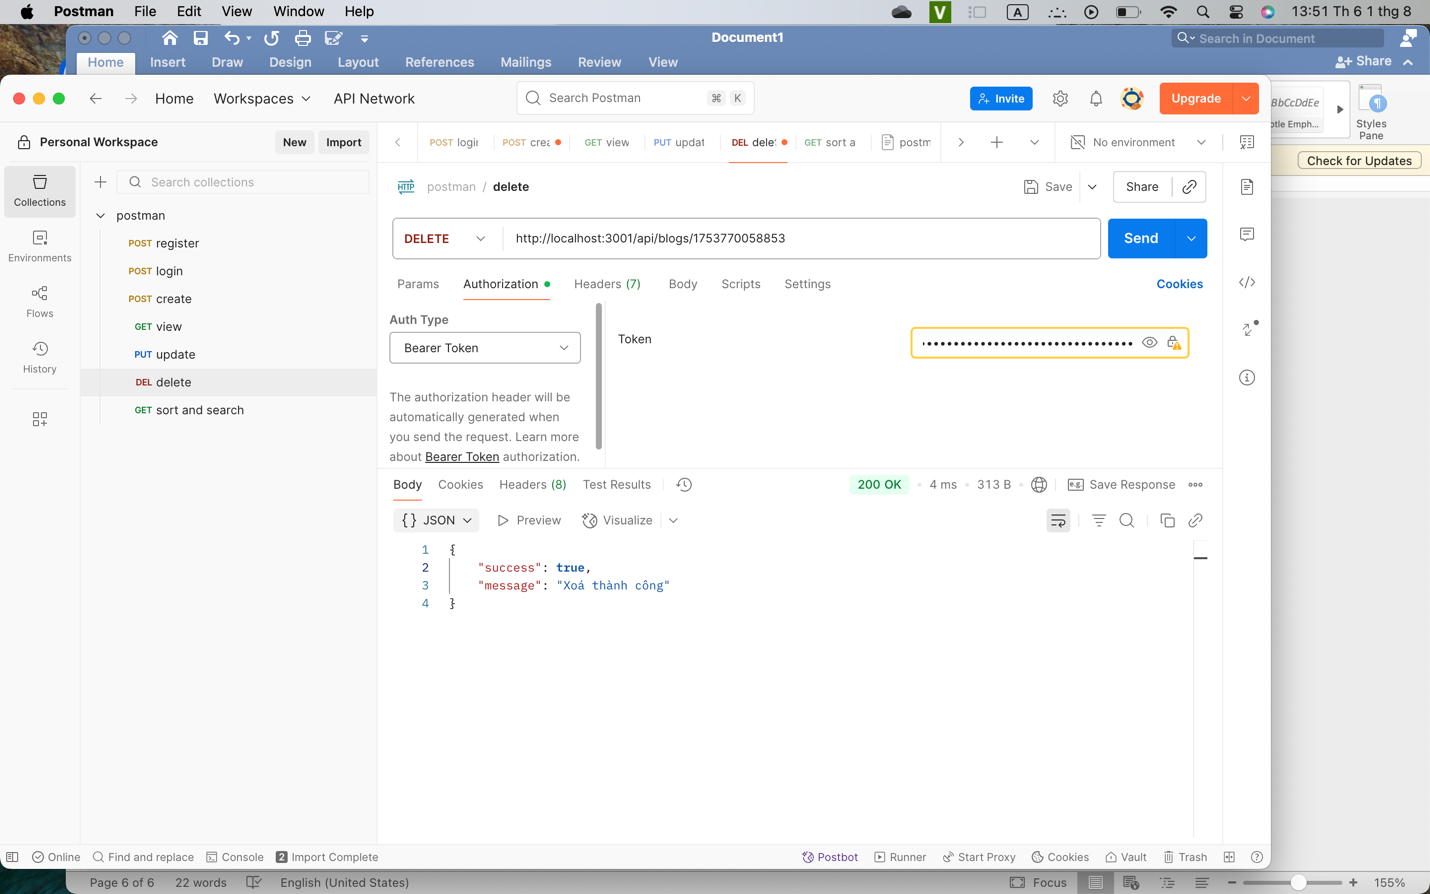 Postman File Edit View Window Help
V A 13:51 Th 6 1 thg 8
Document1
Search in Document
Home Insert Draw Design Layout References Mailings Review View
Share
Home Workspaces API Network
Search Postman ⌘ K
Invite
Upgrade
BbCcDdEe
Styles
Pane
Personal Workspace
New Import
POST POST crea GET view PUT updat DEL GET sort a postm
No environment
Check for Updates
Search collections
Collections
postman / delete
Save
Share
postman
POST register
DELETE http://localhost:3001/api/blogs/1753770058853
Send
Environments
POST login
POST create
Params Authorization Headers (7) Body Scripts Settings
Cookies
Flows
GET view
Auth Type
Bearer Token
Token
PUT update
History
DEL delete
GET sort and search
The authorization header will be
automatically generated when
you send the request. Learn more
about Bearer Token authorization.
Body Cookies Headers (8) Test Results
200 OK • 4 ms • 313 B
e.g. Save Response
{} JSON Preview Visualize
1 {
2 "success": true,
3 "message": "Xoá thành công"
4 }
Online Find and replace Console 2 Import Complete
Postbot Runner Start Proxy Cookies Vault Trash
Page 6 of 6 22 words English (United States)
Focus
155%